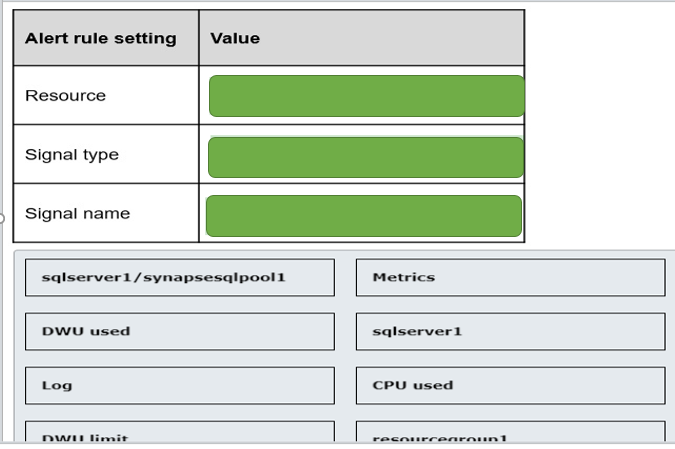 Alert rule setting Value
Resource
Signal type
Signal name
sqlserver1/synapsesqlpool1 Metrics
DWU used sqlserver1
Log CPU used
DWU limit resourcegroup1